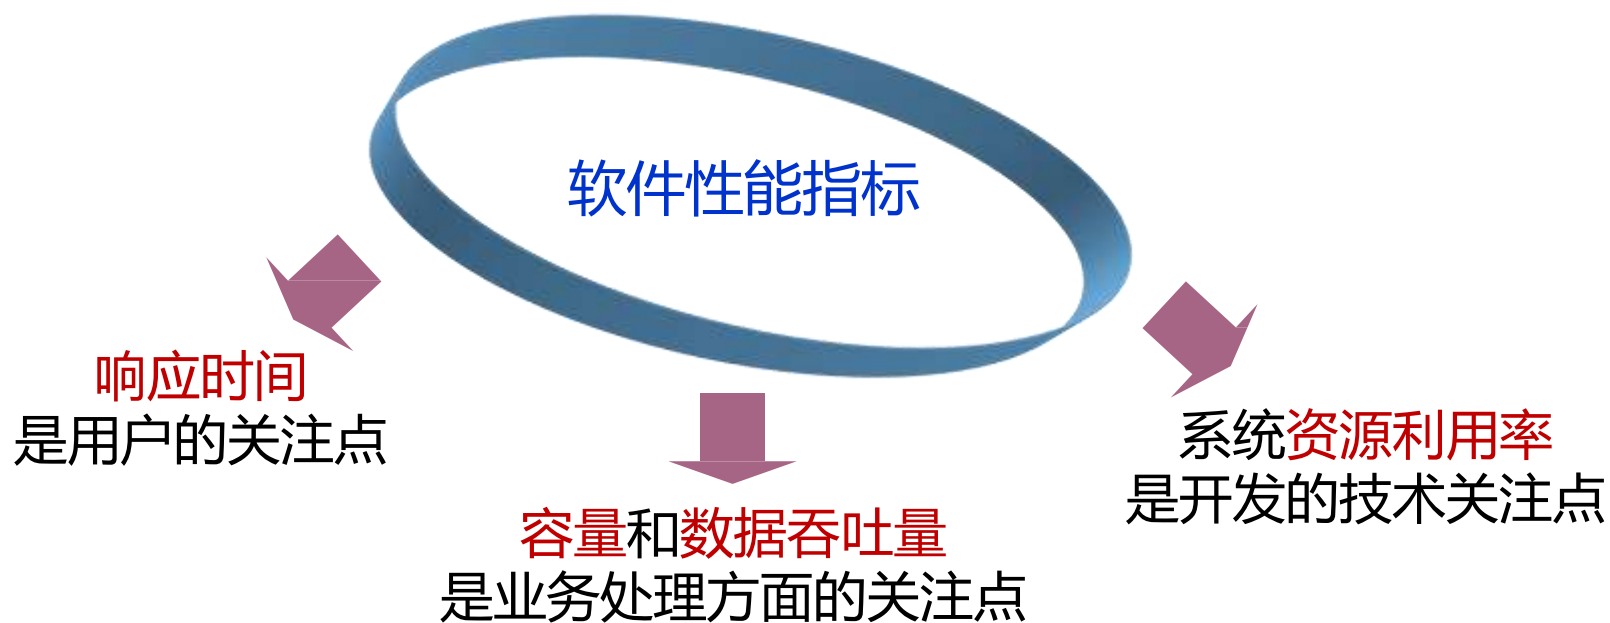 软件性能指标
响应时间
是用户的关注点
容量和数据吞吐量
是业务处理方面的关注点
系统资源利用率
是开发的技术关注点